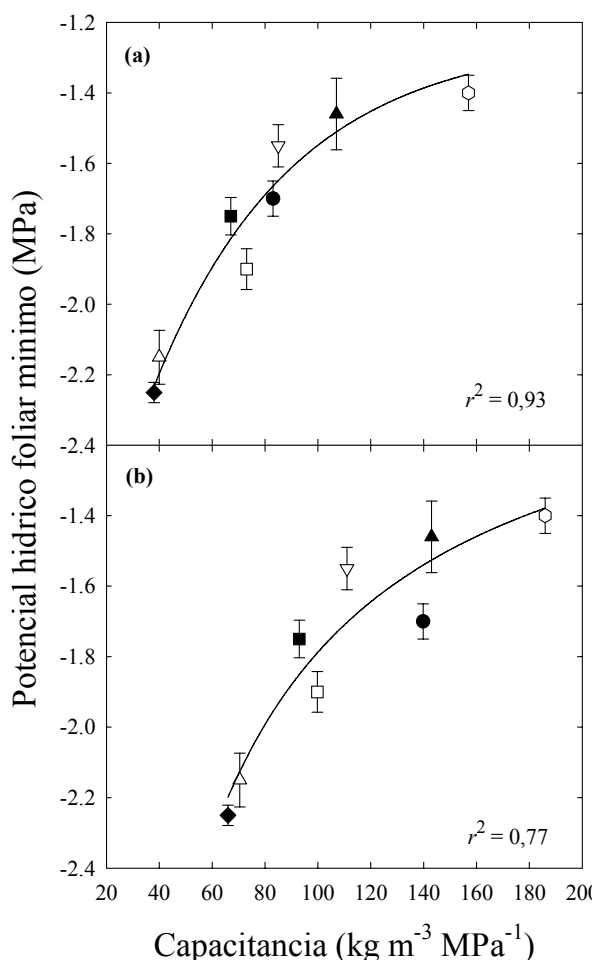 Potencial hídrico foliar mínimo (MPa)
(a)
-1.2
-1.4
-1.6
-1.8
-2.0
-2.2
-2.4
r² = 0,93
(b)
-1.4
-1.6
-1.8
-2.0
-2.2
-2.4
r² = 0,77
20 40 60 80 100 120 140 160 180 200
Capacitancia (kg m⁻³ MPa⁻¹)